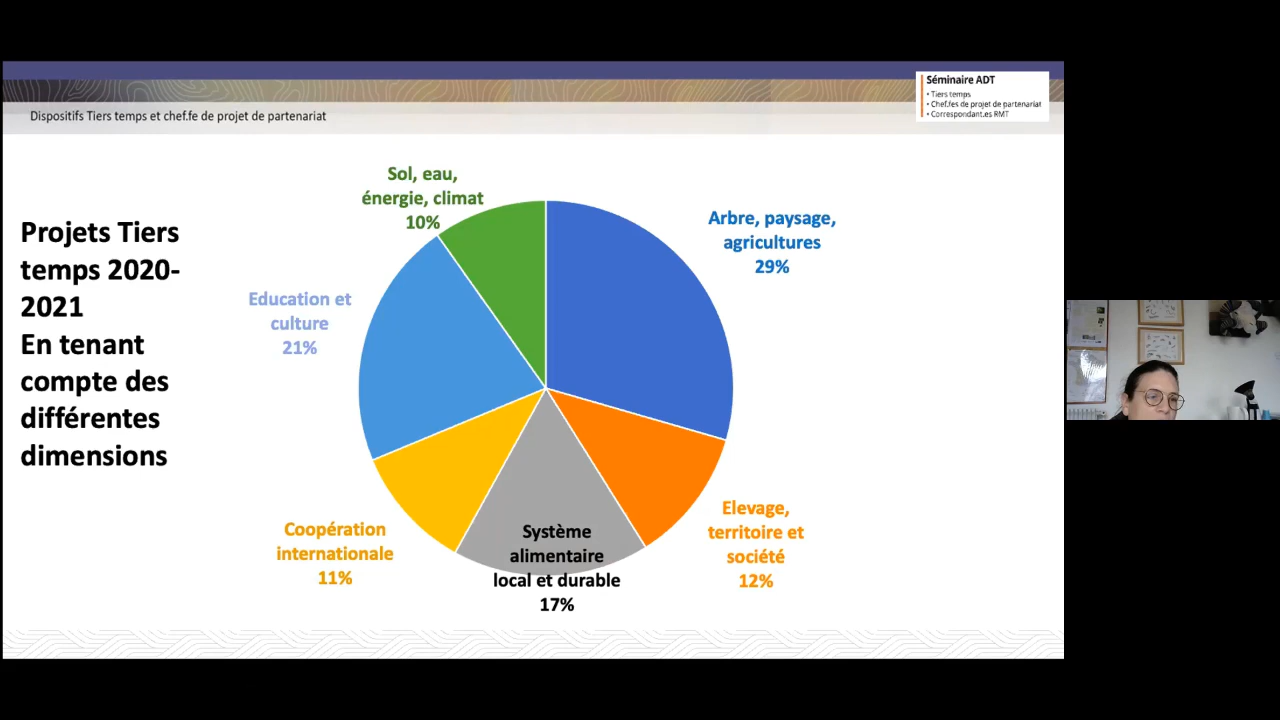 Séminaire ADT
• Tiers temps
• Chef.fes de projet de partenariat
• Correspondant.es RMT
Dispositifs Tiers temps et chef.fe de projet de partenariat
Projets Tiers
temps 2020-
2021
En tenant
compte des
différentes
dimensions
Sol, eau,
énergie, climat
10%
Arbre, paysage,
agricultures
29%
Education et
culture
21%
Coopération
internationale
11%
Système
alimentaire
local et durable
17%
Elevage,
territoire et
société
12%